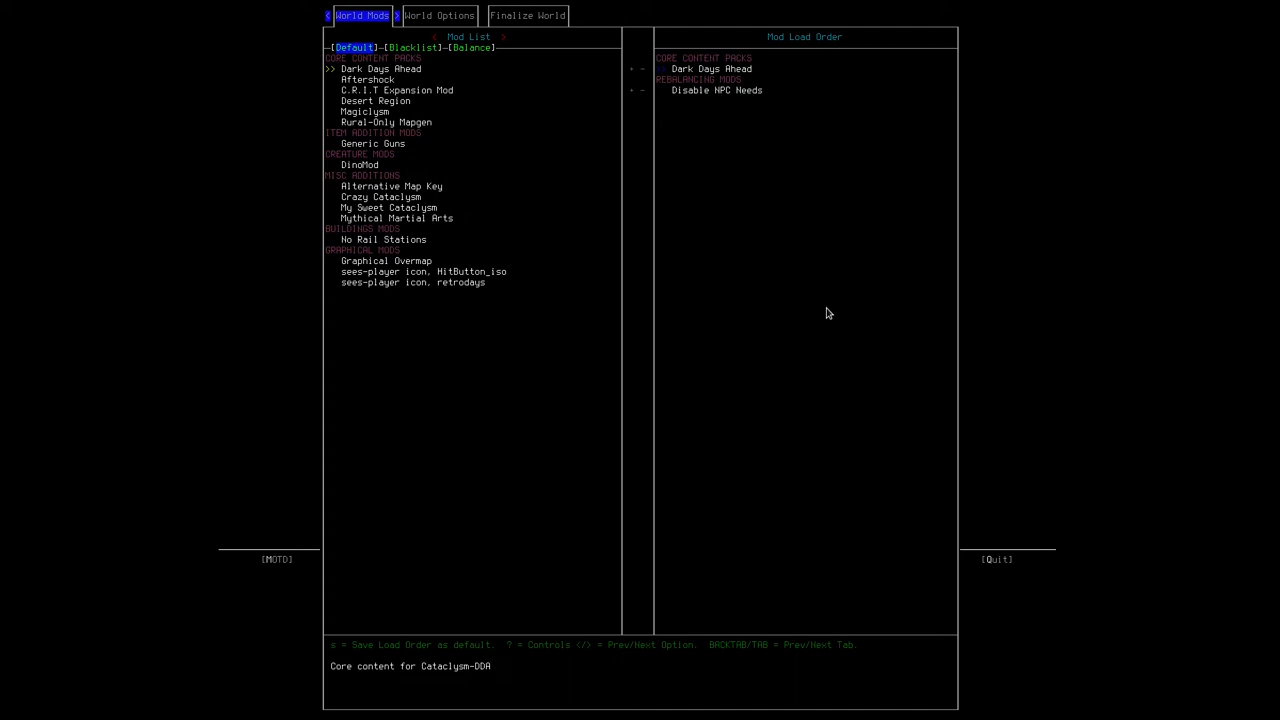 < World Mods > World Options Finalize World
< Mod List >
[Default]—[Blacklist]—[Balance]
CORE CONTENT PACKS
>> Dark Days Ahead
Aftershock
C.R.I.T Expansion Mod
Desert Region
Magiclysm
Rural-Only Mapgen
ITEM ADDITION MODS
Generic Guns
CREATURE MODS
DinoMod
MISC ADDITIONS
Alternative Map Key
Crazy Cataclysm
My Sweet Cataclysm
Mythical Martial Arts
BUILDINGS MODS
No Rail Stations
GRAPHICAL MODS
Graphical Overmap
sees-player icon, HitButton_iso
sees-player icon, retrodays
+ -
+ -
Mod Load Order
CORE CONTENT PACKS
>> Dark Days Ahead
REBALANCING MODS
Disable NPC Needs
[MOTD]
[Quit]
s = Save Load Order as default. ? = Controls </> = Prev/Next Option. BACKTAB/TAB = Prev/Next Tab.
Core content for Cataclysm-DDA